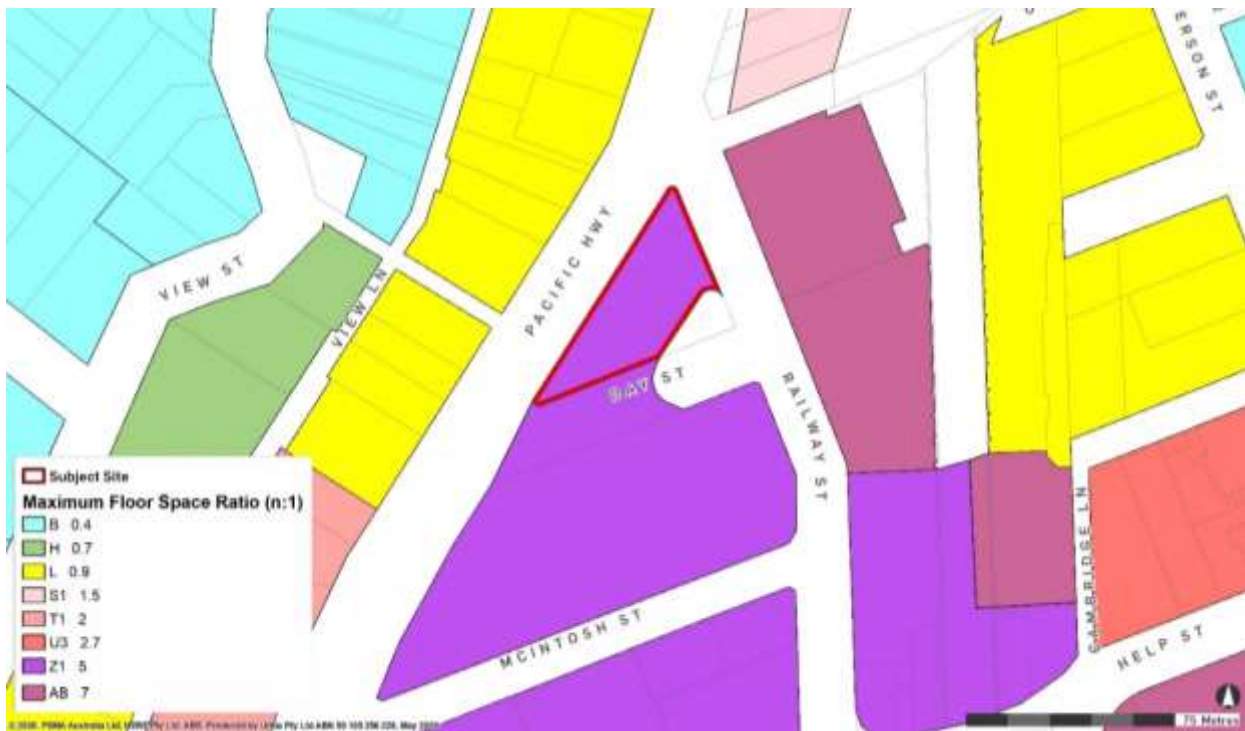 ERSON ST
PACIFIC HWY
VIEW ST
VIEW LN
DAY ST
RAILWAY ST
CAMBRIDGE LN
MCINTOSH ST
HELP ST
Subject Site
Maximum Floor Space Ratio (n:1)
B 0.4
H 0.7
L 0.9
S1 1.5
T1 2
U3 2.7
Z1 5
AB 7
75 Metres